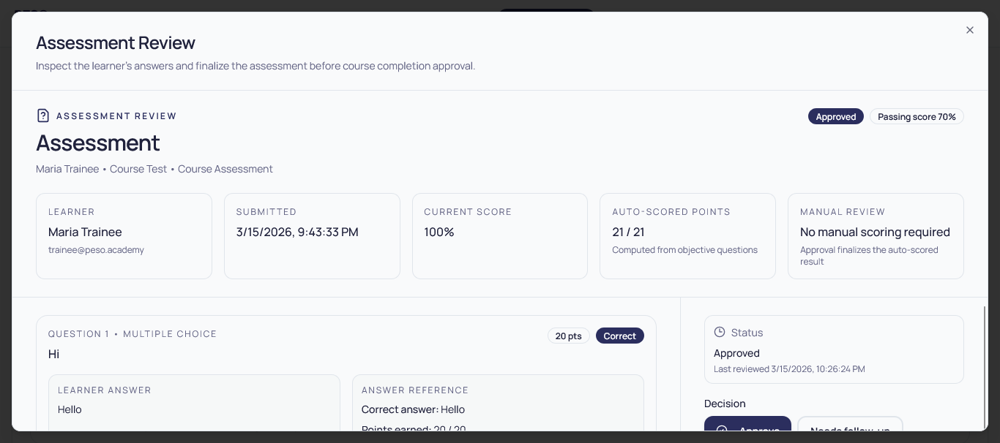 Assessment Review
Inspect the learner's answers and finalize the assessment before course completion approval.
ASSESSMENT REVIEW
Approved
Passing score 70%
Assessment
Maria Trainee • Course Test • Course Assessment
LEARNER
Maria Trainee
trainee@peso.academy
SUBMITTED
3/15/2026, 9:43:33 PM
CURRENT SCORE
100%
AUTO-SCORED POINTS
21 / 21
Computed from objective questions
MANUAL REVIEW
No manual scoring required
Approval finalizes the auto-scored
result
QUESTION 1 • MULTIPLE CHOICE
20 pts
Correct
Hi
LEARNER ANSWER
Hello
ANSWER REFERENCE
Correct answer: Hello
Points earned: 20 / 20
Status
Approved
Last reviewed 3/15/2026, 10:26:24 PM
Decision
Approve
Needs follow-up